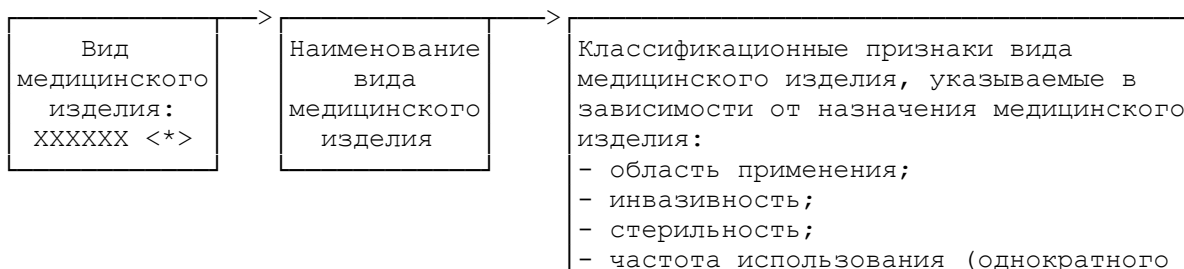 Вид
медицинского
изделия:
XXXXXX <*>
Наименование
вида
медицинского
изделия
Классификационные признаки вида
медицинского изделия, указываемые в
зависимости от назначения медицинского
изделия:
- область применения;
- инвазивность;
- стерильность;
- частота использования (однократного